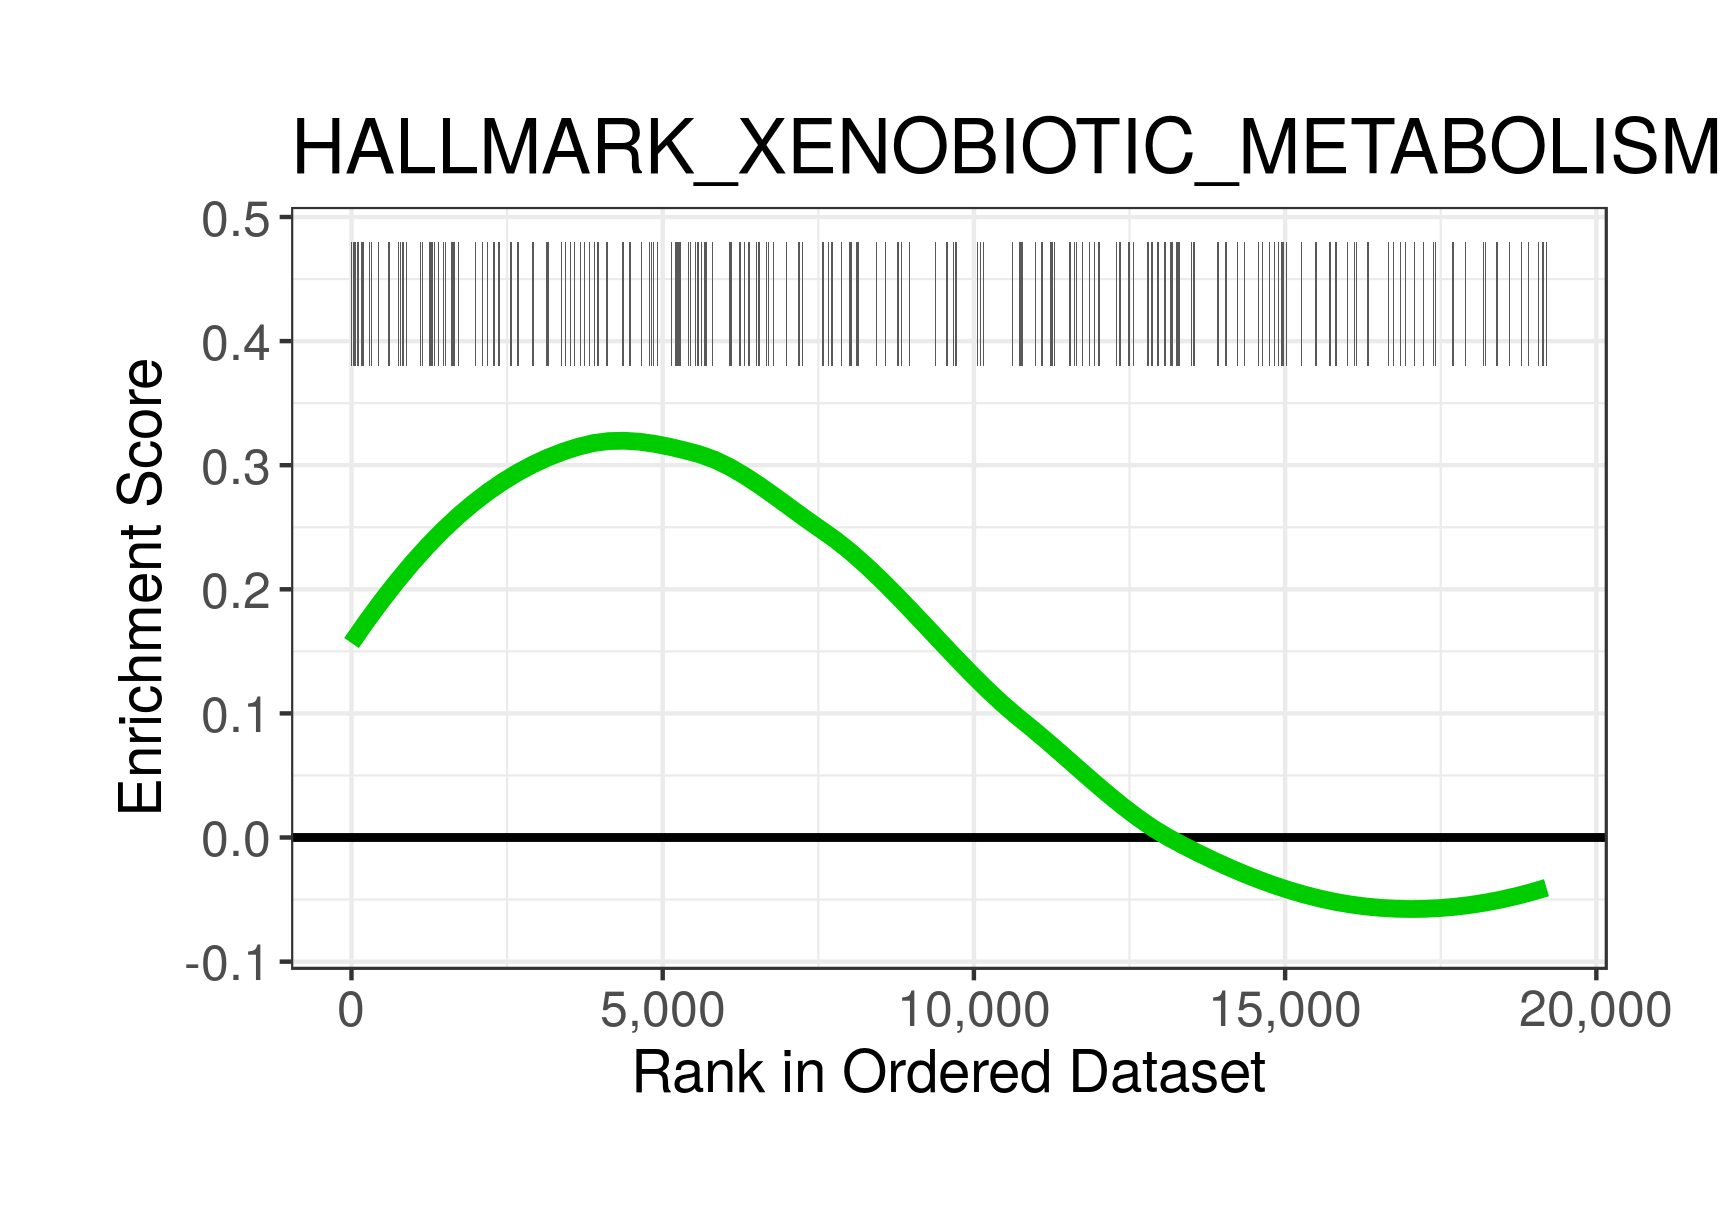 HALLMARK_XENOBIOTIC_METABOLISM
0.5
0.4
0.3
0.2
0.1
0.0
-0.1
Enrichment Score
0 5,000 10,000 15,000 20,000
Rank in Ordered Dataset